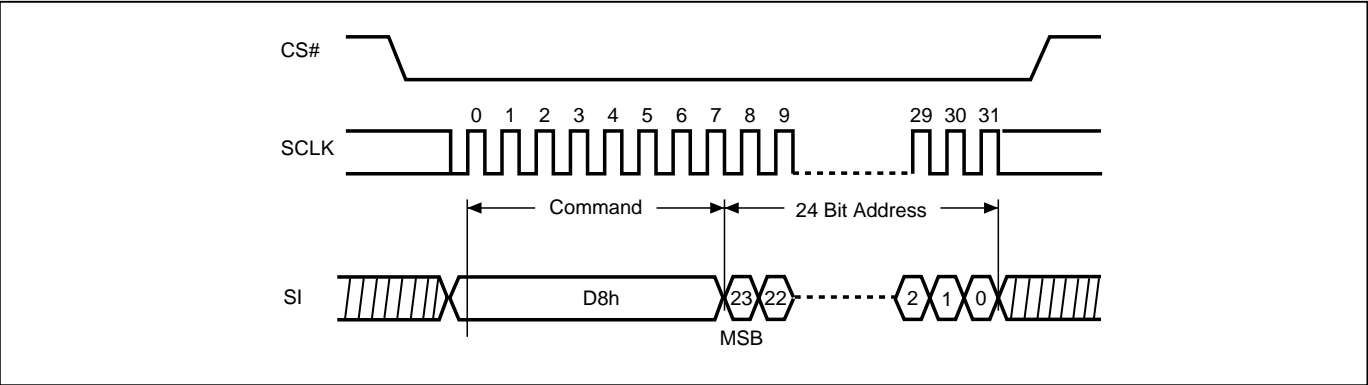 CS#
0 1 2 3 4 5 6 7 8 9 29 30 31
SCLK
Command 24 Bit Address
SI D8h 23 22 2 1 0
MSB